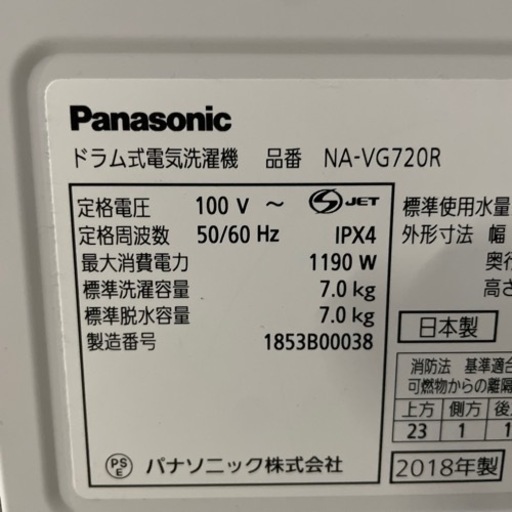 Panasonic
ドラム式電気洗濯機 品番 NA-VG720R
定格電圧 100 V ～ S JET
定格周波数 50/60 Hz IPX4
最大消費電力 1190 W
標準洗濯容量 7.0 kg
標準脱水容量 7.0 kg
製造番号 1853B00038
PS E パナソニック株式会社
標準使用水量
外形寸法 幅
奥行
高さ
日本製
消防法 基準適合
可燃物からの離隔
上方 側方 後
23 1 1
2018年製